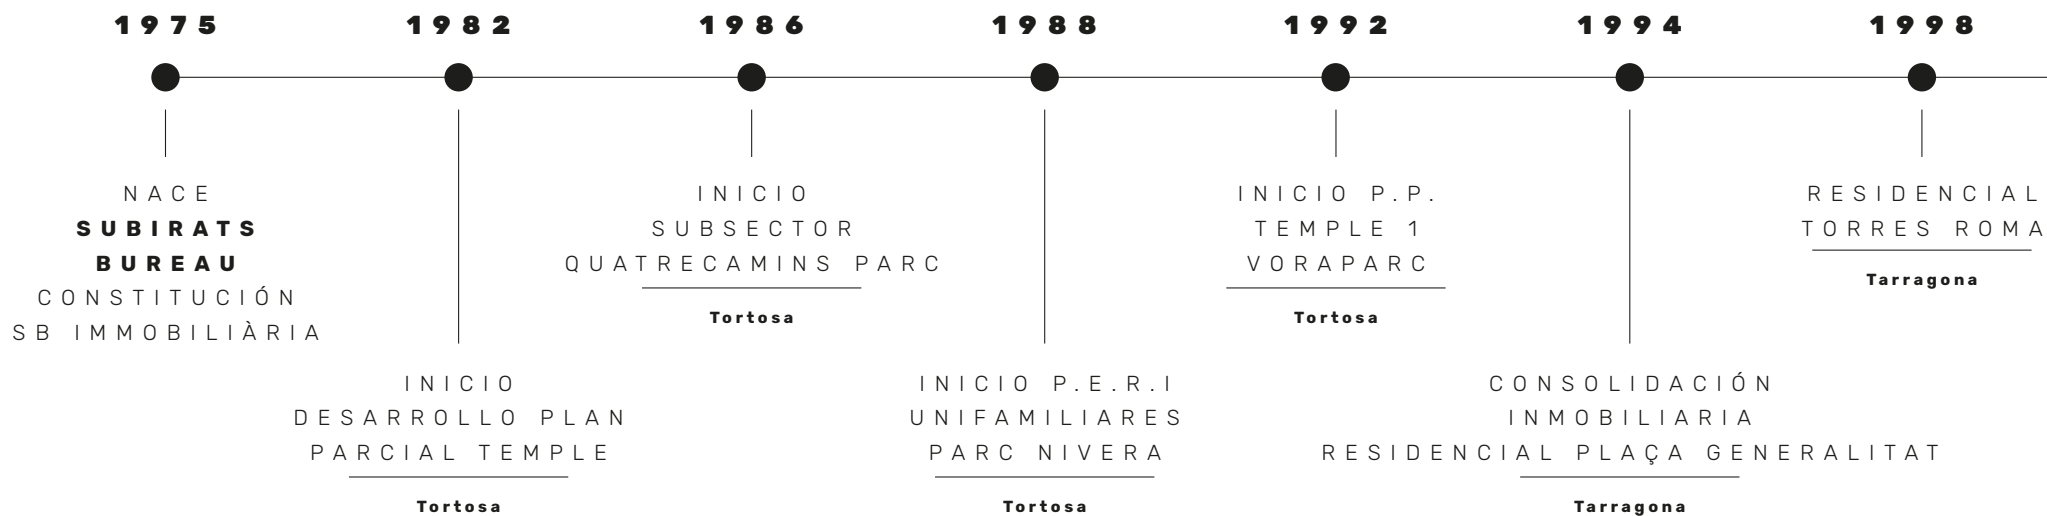 1975
1982
1986
1988
1992
1994
1998
NACE
SUBIRATS
BUREAU
CONSTITUCIÓN
SB IMMOBILIÀRIA
INICIO
DESARROLLO PLAN
PARCIAL TEMPLE
Tortosa
INICIO
SUBSECTOR
QUATRECAMINS PARC
Tortosa
INICIO P.E.R.I
UNIFAMILIARES
PARC NIVERA
Tortosa
INICIO P.P.
TEMPLE 1
VORAPARC
Tortosa
CONSOLIDACIÓN
INMOBILIARIA
RESIDENCIAL PLAÇA GENERALITAT
Tarragona
RESIDENCIAL
TORRES ROMA
Tarragona